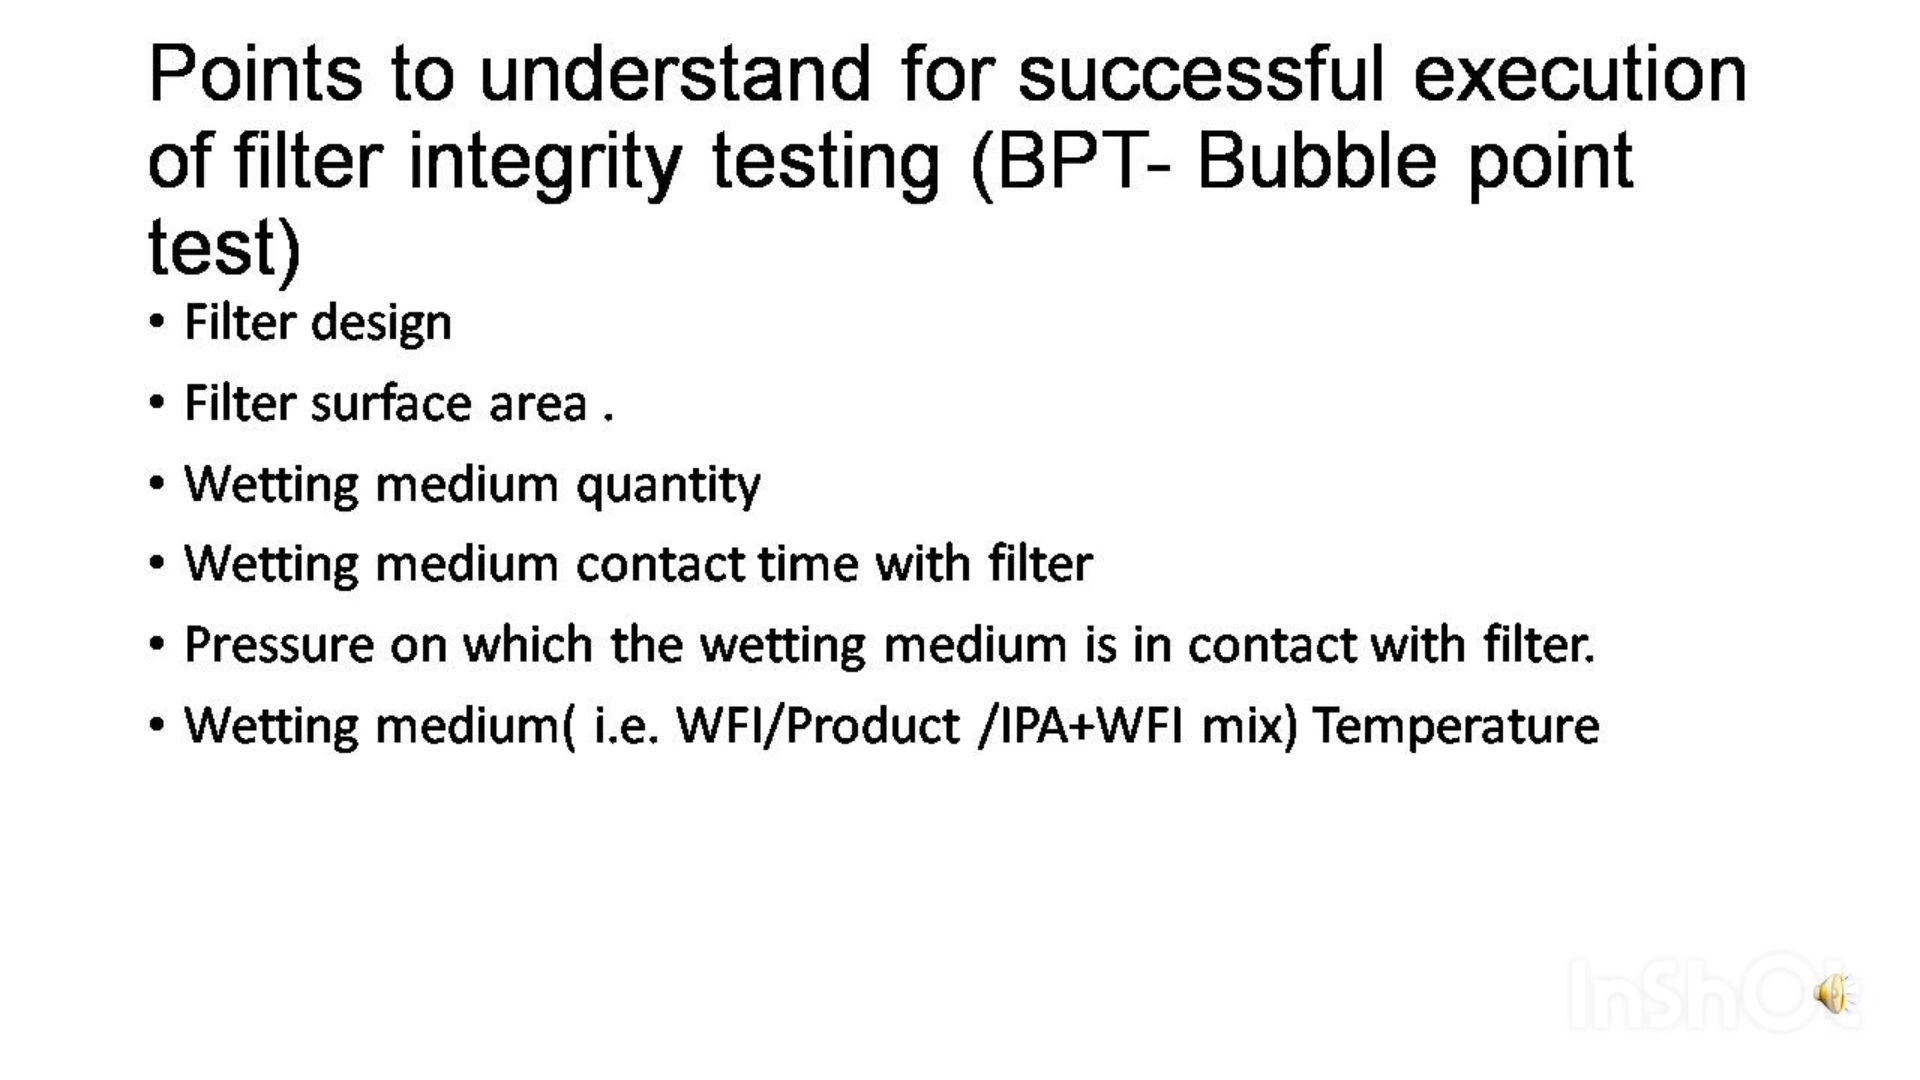 Points to understand for successful execution
of filter integrity testing (BPT- Bubble point
test)
• Filter design
• Filter surface area .
• Wetting medium quantity
• Wetting medium contact time with filter
• Pressure on which the wetting medium is in contact with filter.
• Wetting medium( i.e. WFI/Product /IPA+WFI mix) Temperature
InShOt